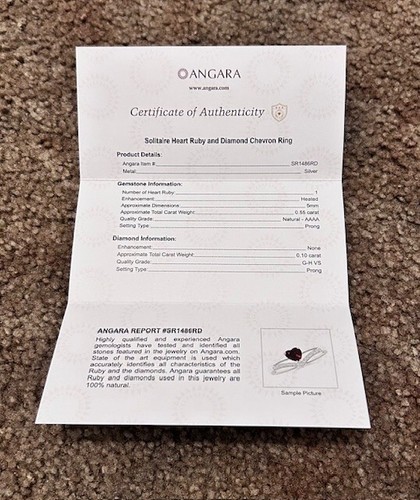 ANGARA
www.angara.com
Certificate of Authenticity
Solitaire Heart Ruby and Diamond Chevron Ring
Product Details:
Angara Item #: SR1486RD
Metal: Silver
Gemstone Information:
Number of Heart Ruby: 1
Enhancement: Heated
Approximate Dimensions: 5mm
Approximate Total Carat Weight: 0.55 carat
Quality Grade: Natural - AAAA
Setting Type: Prong
Diamond Information:
Enhancement: None
Approximate Total Carat Weight: 0.10 carat
Quality Grade: G-H VS
Setting Type: Prong
ANGARA REPORT #SR1486RD
Highly qualified and experienced Angara
gemologists have tested and identified all
stones featured in the jewelry on Angara.com.
State of the art equipment is used which
accurately identifies all characteristics of the
Ruby and the diamonds. Angara guarantees all
Ruby and diamonds used in this jewelry are
100% natural.
Sample Picture